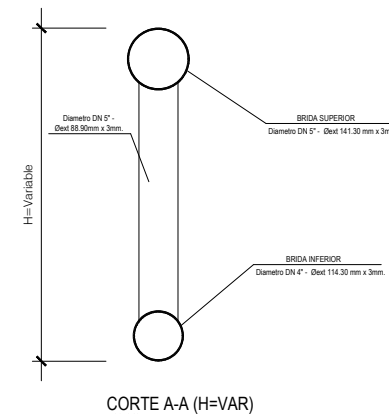 Diametro DN 5" -
Øext 88.90mm x 3mm.
BRIDA SUPERIOR
Diametro DN 5" - Øext 141.30 mm x 3m
H=Variable
BRIDA INFERIOR
Diametro DN 4" - Øext 114.30 mm x 3mm.
CORTE A-A (H=VAR)